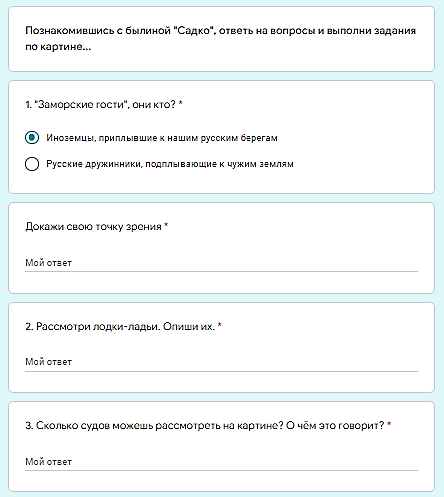 Познакомившись с былиной "Садко", ответь на вопросы и выполни задания
по картине...
1. "Заморские гости", они кто? *
Иноземцы, приплывшие к нашим русским берегам
Русские дружинники, подплывающие к чужим землям
Докажи свою точку зрения *
Мой ответ
2. Рассмотри лодки-ладьи. Опиши их. *
Мой ответ
3. Сколько судов можешь рассмотреть на картине? О чём это говорит? *
Мой ответ